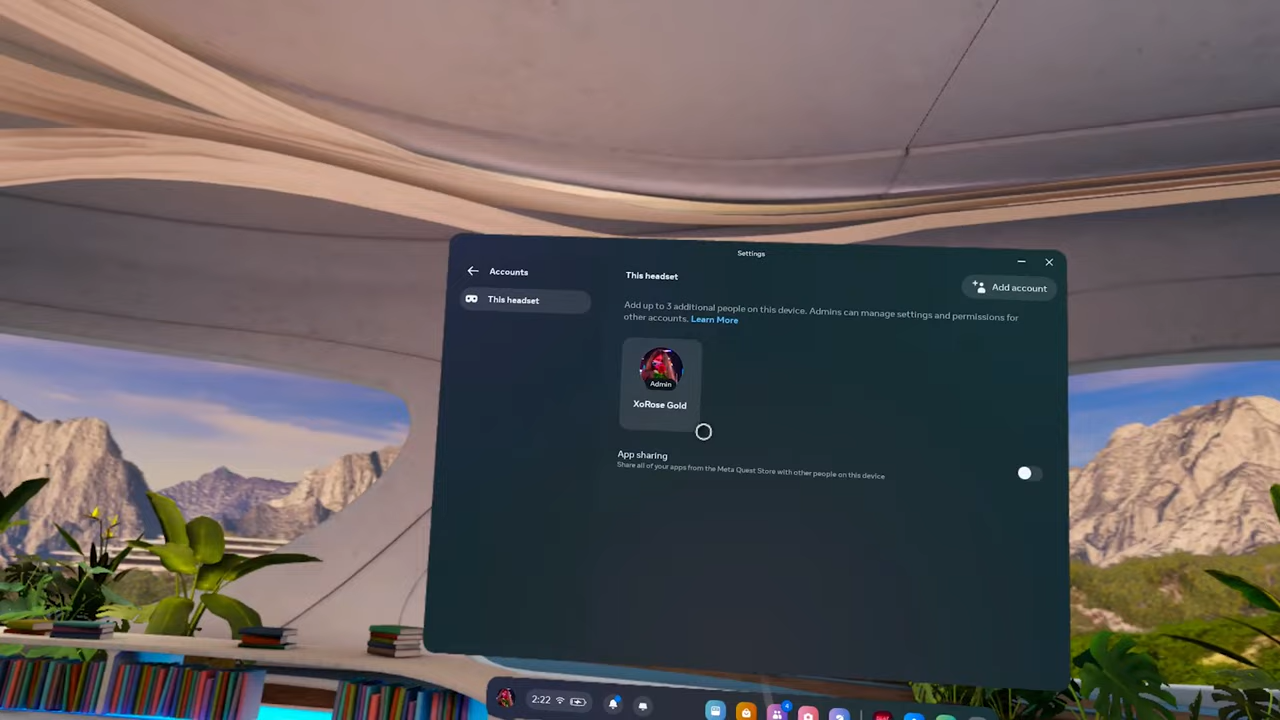 Settings
Accounts
This headset
This headset
Add account
Add up to 3 additional people on this device. Admins can manage settings and permissions for
other accounts. Learn More
Admin
XoRose Gold
App sharing
Share all of your apps from the Meta Quest Store with other people on this device
2:22
4